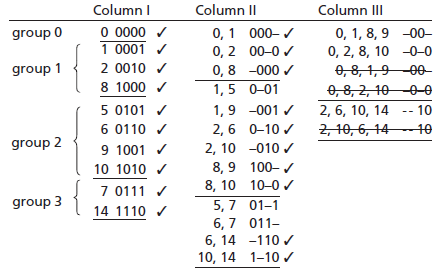 Column I Column II Column III
group 0 0 0000 ✓ 0, 1 000– ✓ 0, 1, 8, 9 –00–
1 0001 ✓ 0, 2 00–0 ✓ 0, 2, 8, 10 –0–0
group 1 2 0010 ✓ 0, 8 –000 ✓ 0, 8, 1, 9 –00–
8 1000 ✓ 1, 5 0–01 0, 8, 2, 10 –0–0
5 0101 ✓ 1, 9 –001 ✓ 2, 6, 10, 14 --10
group 2 6 0110 ✓ 2, 6 0–10 ✓ 2, 10, 6, 14 --10
9 1001 ✓ 2, 10 –010 ✓
10 1010 ✓ 8, 9 100– ✓
group 3 7 0111 ✓ 8, 10 10–0 ✓
14 1110 ✓ 5, 7 01–1
6, 7 011–
6, 14 –110 ✓
10, 14 1–10 ✓